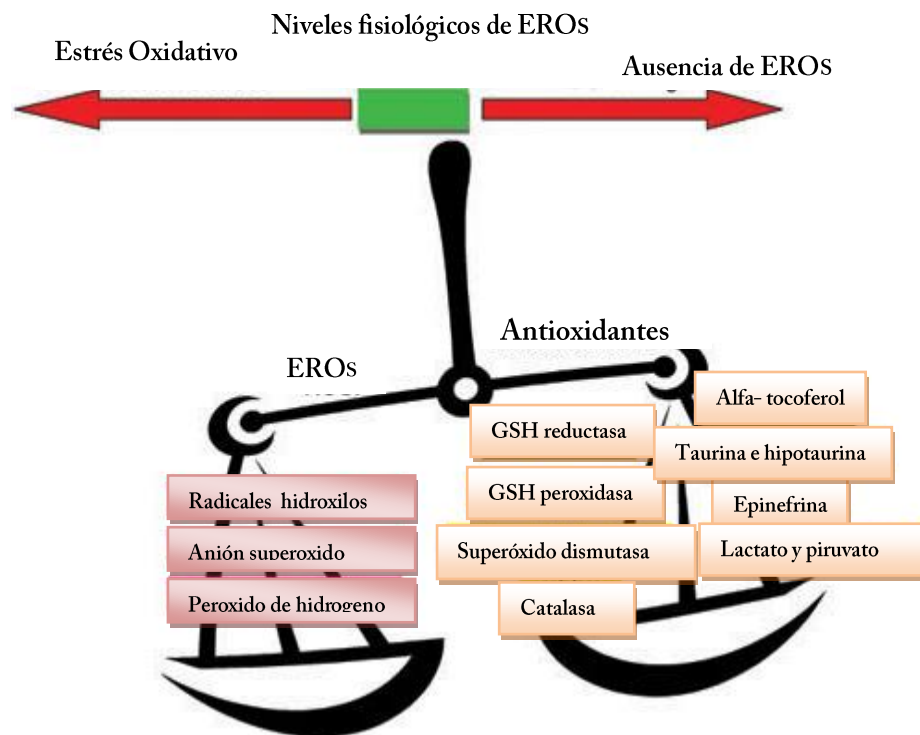 Niveles fisiológicos de EROs
Estrés Oxidativo
Ausencia de EROs
Antioxidantes
EROs
Alfa- tocoferol
GSH reductasa
Taurina e hipotaurina
Radicales hidroxilos
GSH peroxidasa
Epinefrina
Anión superoxido
Superóxido dismutasa
Lactato y piruvato
Peroxido de hidrogeno
Catalasa